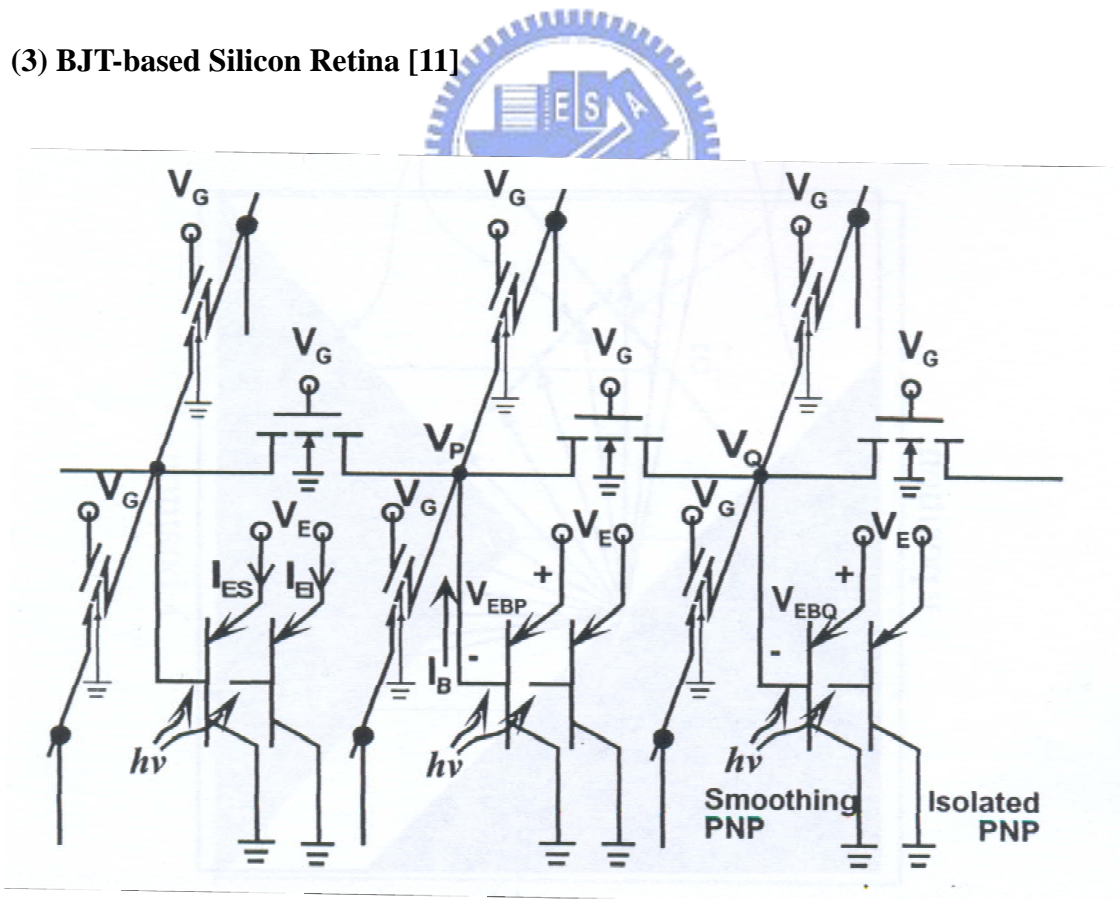 (3) BJT-based Silicon Retina [11]
E S A
V_G V_G V_G
V_G V_G V_G
V_P V_Q
V_G V_G V_G
V_E V_E V_E
I_ES I_EI + +
V_EBP V_EBQ
I_B - -
hν hν hν
Smoothing PNP
Isolated PNP